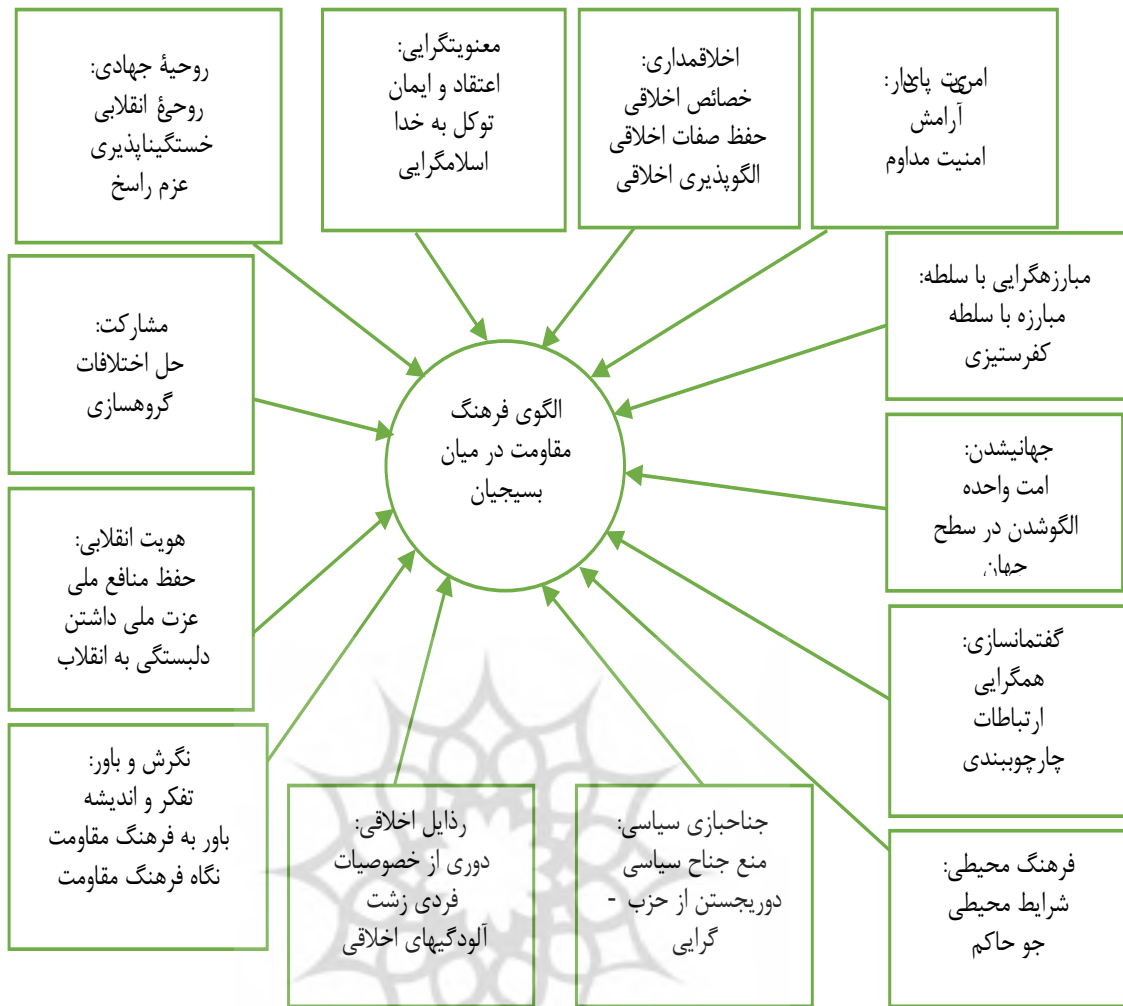 امریت پایدار:
آرامش
امنیت مداوم
اخلاقمداری:
خصائص اخلاقی
حفظ صفات اخلاقی
الگوپذیری اخلاقی
معنویتگرایی:
اعتقاد و ایمان
توکل به خدا
اسلامگرایی
روحیهٔ جهادی:
روحیهٔ انقلابی
خستگیناپذیری
عزم راسخ
مبارزهگرایی با سلطه:
مبارزه با سلطه
کفرستیزی
مشارکت:
حل اختلافات
گروهسازی
الگوی فرهنگ
مقاومت در میان
بسیجیان
جهانیشدن:
امت واحده
الگوشدن در سطح
جهان
هویت انقلابی:
حفظ منافع ملی
عزت ملی داشتن
دلبستگی به انقلاب
گفتمانسازی:
همگرایی
ارتباطات
چارچوببندی
نگرش و باور:
تفکر و اندیشه
باور به فرهنگ مقاومت
نگاه فرهنگ مقاومت
رذایل اخلاقی:
دوری از خصوصیات
فردی زشت
آلودگیهای اخلاقی
جناحبازی سیاسی:
منع جناح سیاسی
دوریجستن از حزب -
گرایی
فرهنگ محیطی:
شرایط محیطی
جو حاکم